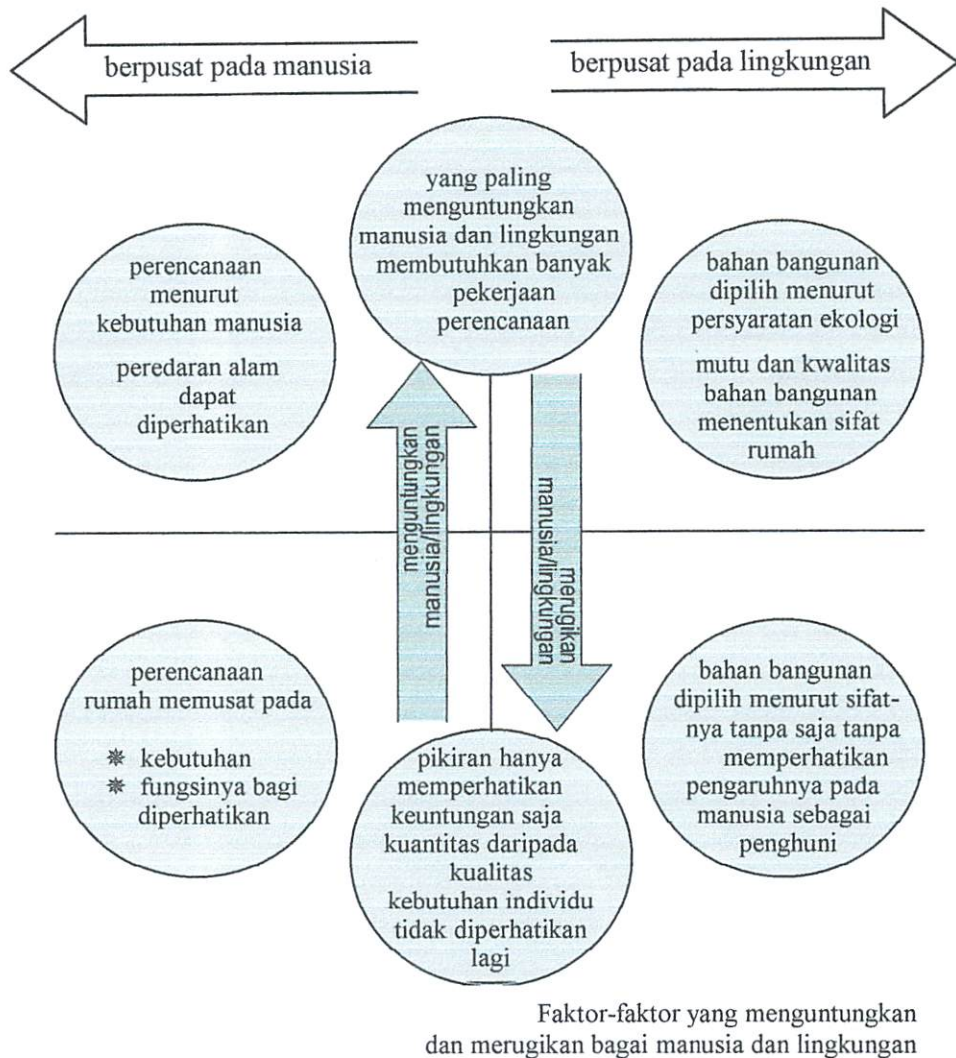 berpusat pada manusia
berpusat pada lingkungan
yang paling
menguntungkan
manusia dan lingkungan
membutuhkan banyak
pekerjaan
perencanaan
perencanaan
menurut
kebutuhan manusia
peredaran alam
dapat
diperhatikan
bahan bangunan
dipilih menurut
persyaratan ekologi
mutu dan kwalitas
bahan bangunan
menentukan sifat
rumah
menguntungkan
manusia/lingkungan
merugikan
manusia/lingkungan
perencanaan
rumah memusat pada
kebutuhan
fungsinya bagi
diperhatikan
pikiran hanya
memperhatikan
keuntungan saja
kuantitas daripada
kualitas
kebutuhan individu
tidak diperhatikan
lagi
bahan bangunan
dipilih menurut sifat-
nya tanpa saja tanpa
memperhatikan
pengaruhnya pada
manusia sebagai
penghuni
Faktor-faktor yang menguntungkan
dan merugikan bagai manusia dan lingkungan